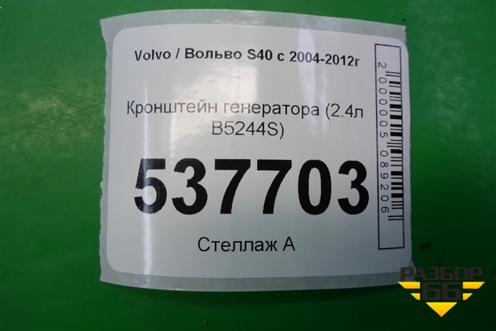 Volvo / Вольво S40 с 2004-2012г
Кронштейн генератора (2.4л
B5244S)
537703
Стеллаж А
2000005089206
РАЗБОР
66